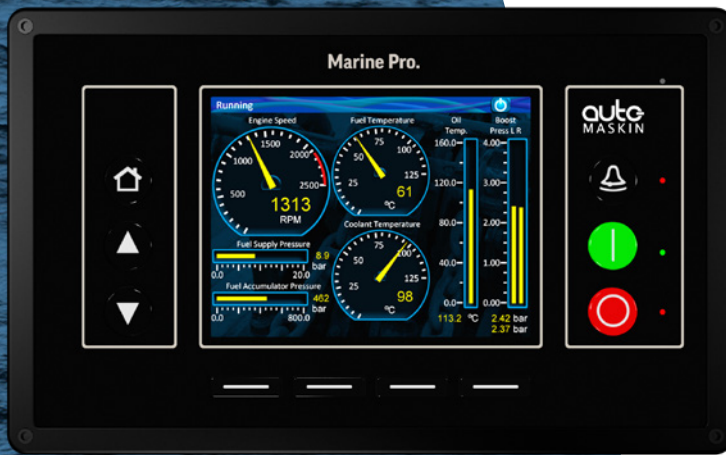 Marine Pro.
Running
Engine Speed
500
1000
1500
2000
2500
1313
RPM
Fuel Temperature
25
50
75
100
125
61
°C
Oil
Temp.
160.0
120.0
80.0
40.0
0.0
113.2 °C
Boost
Press L R
4.00
3.00
2.00
1.00
0.00
2.42 bar
2.37 bar
Fuel Supply Pressure
8.9
bar
0.0 20.0
Fuel Accumulator Pressure
462
bar
0.0 800.0
Coolant Temperature
25
50
75
100
125
98
°C
auto
MASKIN